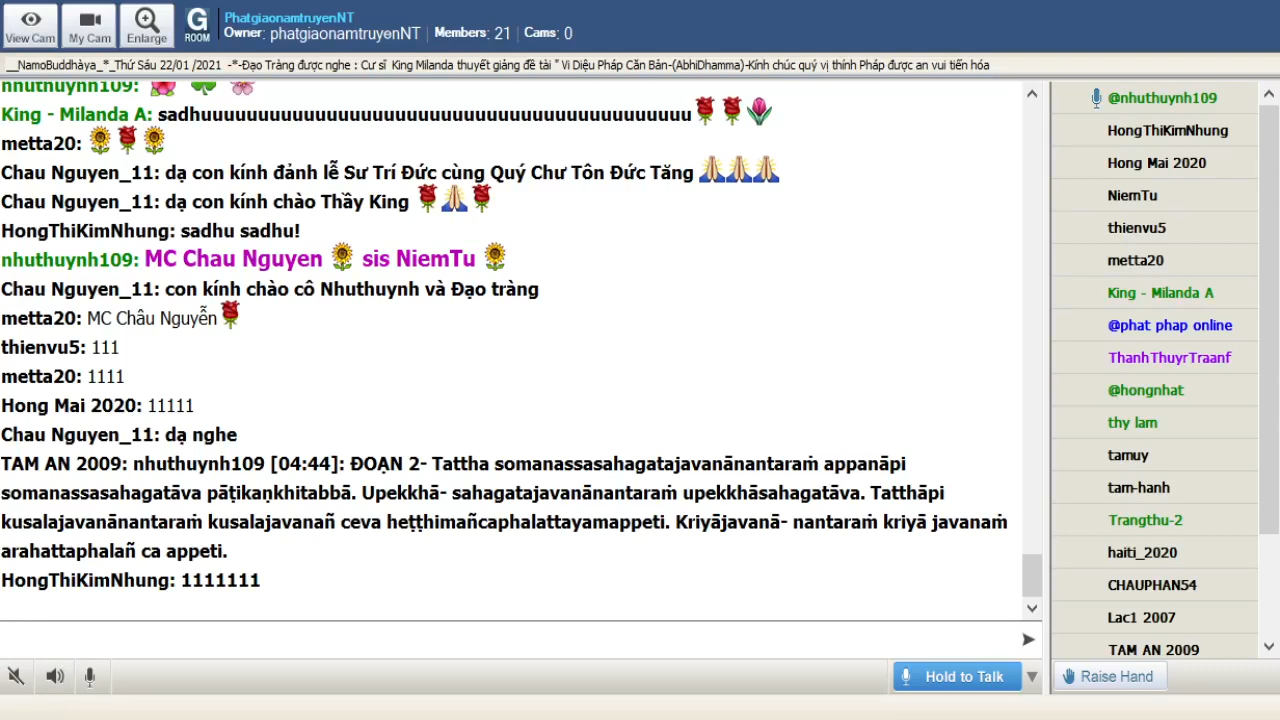 View Cam
My Cam
Enlarge
G
ROOM
PhatgiaonamtruyenNT
Owner: phatgiaonamtruyenNT | Members: 21 | Cams: 0
__NamoBuddhàya_*_Thứ Sáu 22/01 /2021 -*-Đạo Tràng được nghe : Cư sĩ King Milanda thuyết giảng đề tài " Vi Diệu Pháp Căn Bản-(AbhiDhamma)-Kính chúc quý vị thính Pháp được an vui tiến hóa
nhuthuynh109:
King - Milanda A: sadhuuuuuuuuuuuuuuuuuuuuuuuuuuuuuuuuuuuuuuuuuuu
metta20:
Chau Nguyen_11: dạ con kính đảnh lễ Sư Trí Đức cùng Quý Chư Tôn Đức Tăng
Chau Nguyen_11: dạ con kính chào Thầy King
HongThiKimNhung: sadhu sadhu!
nhuthuynh109: MC Chau Nguyen sis NiemTu
Chau Nguyen_11: con kính chào cô Nhuthuynh và Đạo tràng
metta20: MC Châu Nguyễn
thienvu5: 111
metta20: 1111
Hong Mai 2020: 11111
Chau Nguyen_11: dạ nghe
TAM AN 2009: nhuthuynh109 [04:44]: ĐOẠN 2- Tattha somanassasahagatajavanānantaraṁ appanāpi
somanassasahagatāva pāṭikaṇkhitabbā. Upekkhā- sahagatajavanānantaraṁ upekkhāsahagatāva. Tatthāpi
kusalajavanānantaraṁ kusalajavanañ ceva heṭṭhimañcaphalattayamappeti. Kriyājavanā- nantaraṁ kriyā javanaṁ
arahattaphalañ ca appeti.
HongThiKimNhung: 1111111
@nhuthuynh109
HongThiKimNhung
Hong Mai 2020
NiemTu
thienvu5
metta20
King - Milanda A
@phat phap online
ThanhThuyrTraanf
@hongnhat
thy lam
tamuy
tam-hanh
Trangthu-2
haiti_2020
CHAUPHAN54
Lac1 2007
TAM AN 2009
Hold to Talk
Raise Hand